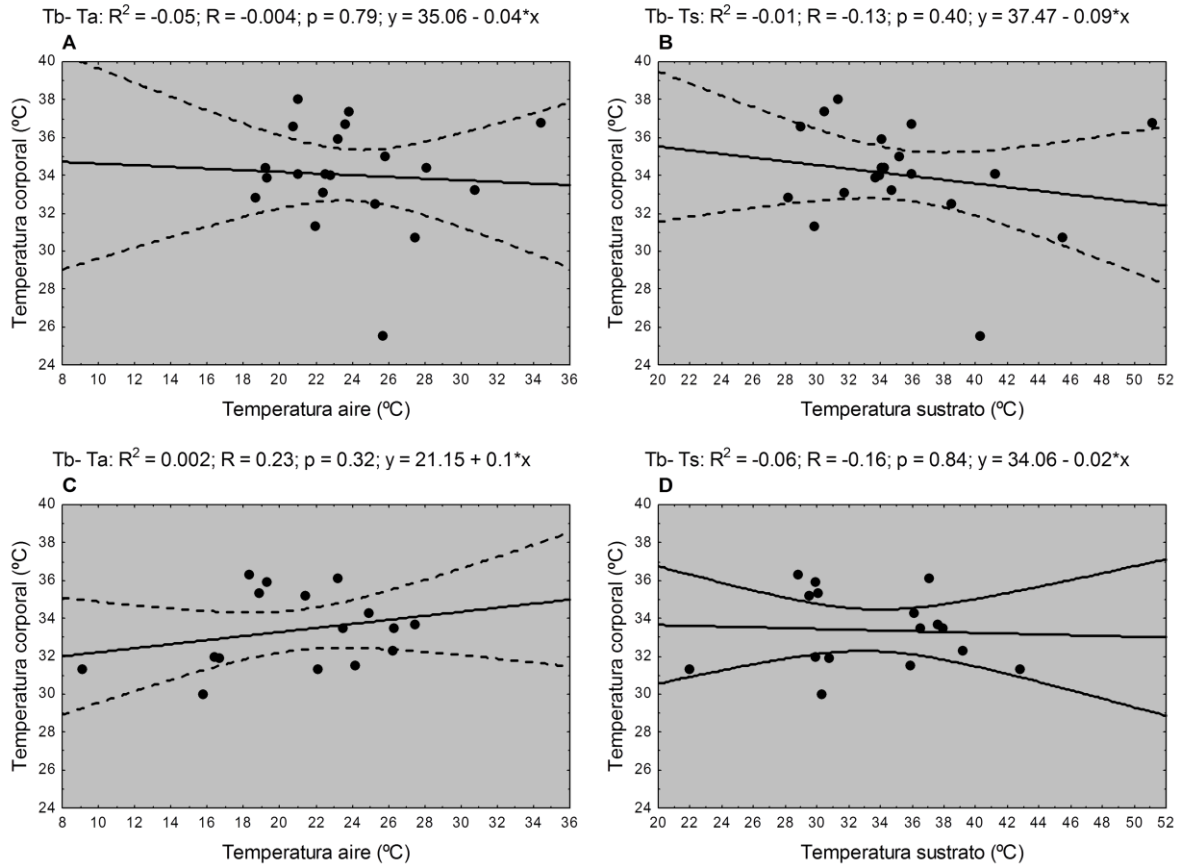 Tb- Ta: R² = -0.05; R = -0.004; p = 0.79; y = 35.06 - 0.04*x
A
40
38
36
34
32
30
28
26
24
Temperatura corporal (ºC)
8 10 12 14 16 18 20 22 24 26 28 30 32 34 36
Temperatura aire (ºC)
Tb- Ts: R² = -0.01; R = -0.13; p = 0.40; y = 37.47 - 0.09*x
B
40
38
36
34
32
30
28
26
24
Temperatura corporal (ºC)
20 22 24 26 28 30 32 34 36 38 40 42 44 46 48 50 52
Temperatura sustrato (ºC)
Tb- Ta: R² = 0.002; R = 0.23; p = 0.32; y = 21.15 + 0.1*x
C
40
38
36
34
32
30
28
26
24
Temperatura corporal (ºC)
8 10 12 14 16 18 20 22 24 26 28 30 32 34 36
Temperatura aire (ºC)
Tb- Ts: R² = -0.06; R = -0.16; p = 0.84; y = 34.06 - 0.02*x
D
40
38
36
34
32
30
28
26
24
Temperatura corporal (ºC)
20 22 24 26 28 30 32 34 36 38 40 42 44 46 48 50 52
Temperatura sustrato (ºC)